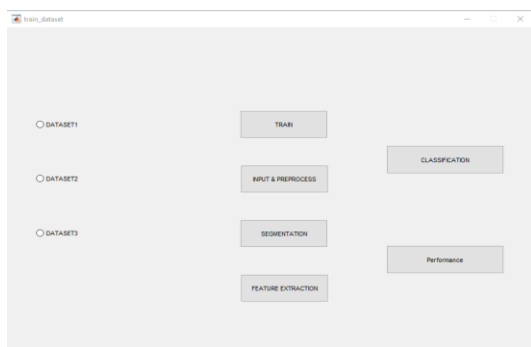 train_dataset
DATASET1
TRAIN
CLASSIFICATION
DATASET2
INPUT & PREPROCESS
DATASET3
SEGMENTATION
Performance
FEATURE EXTRACTION